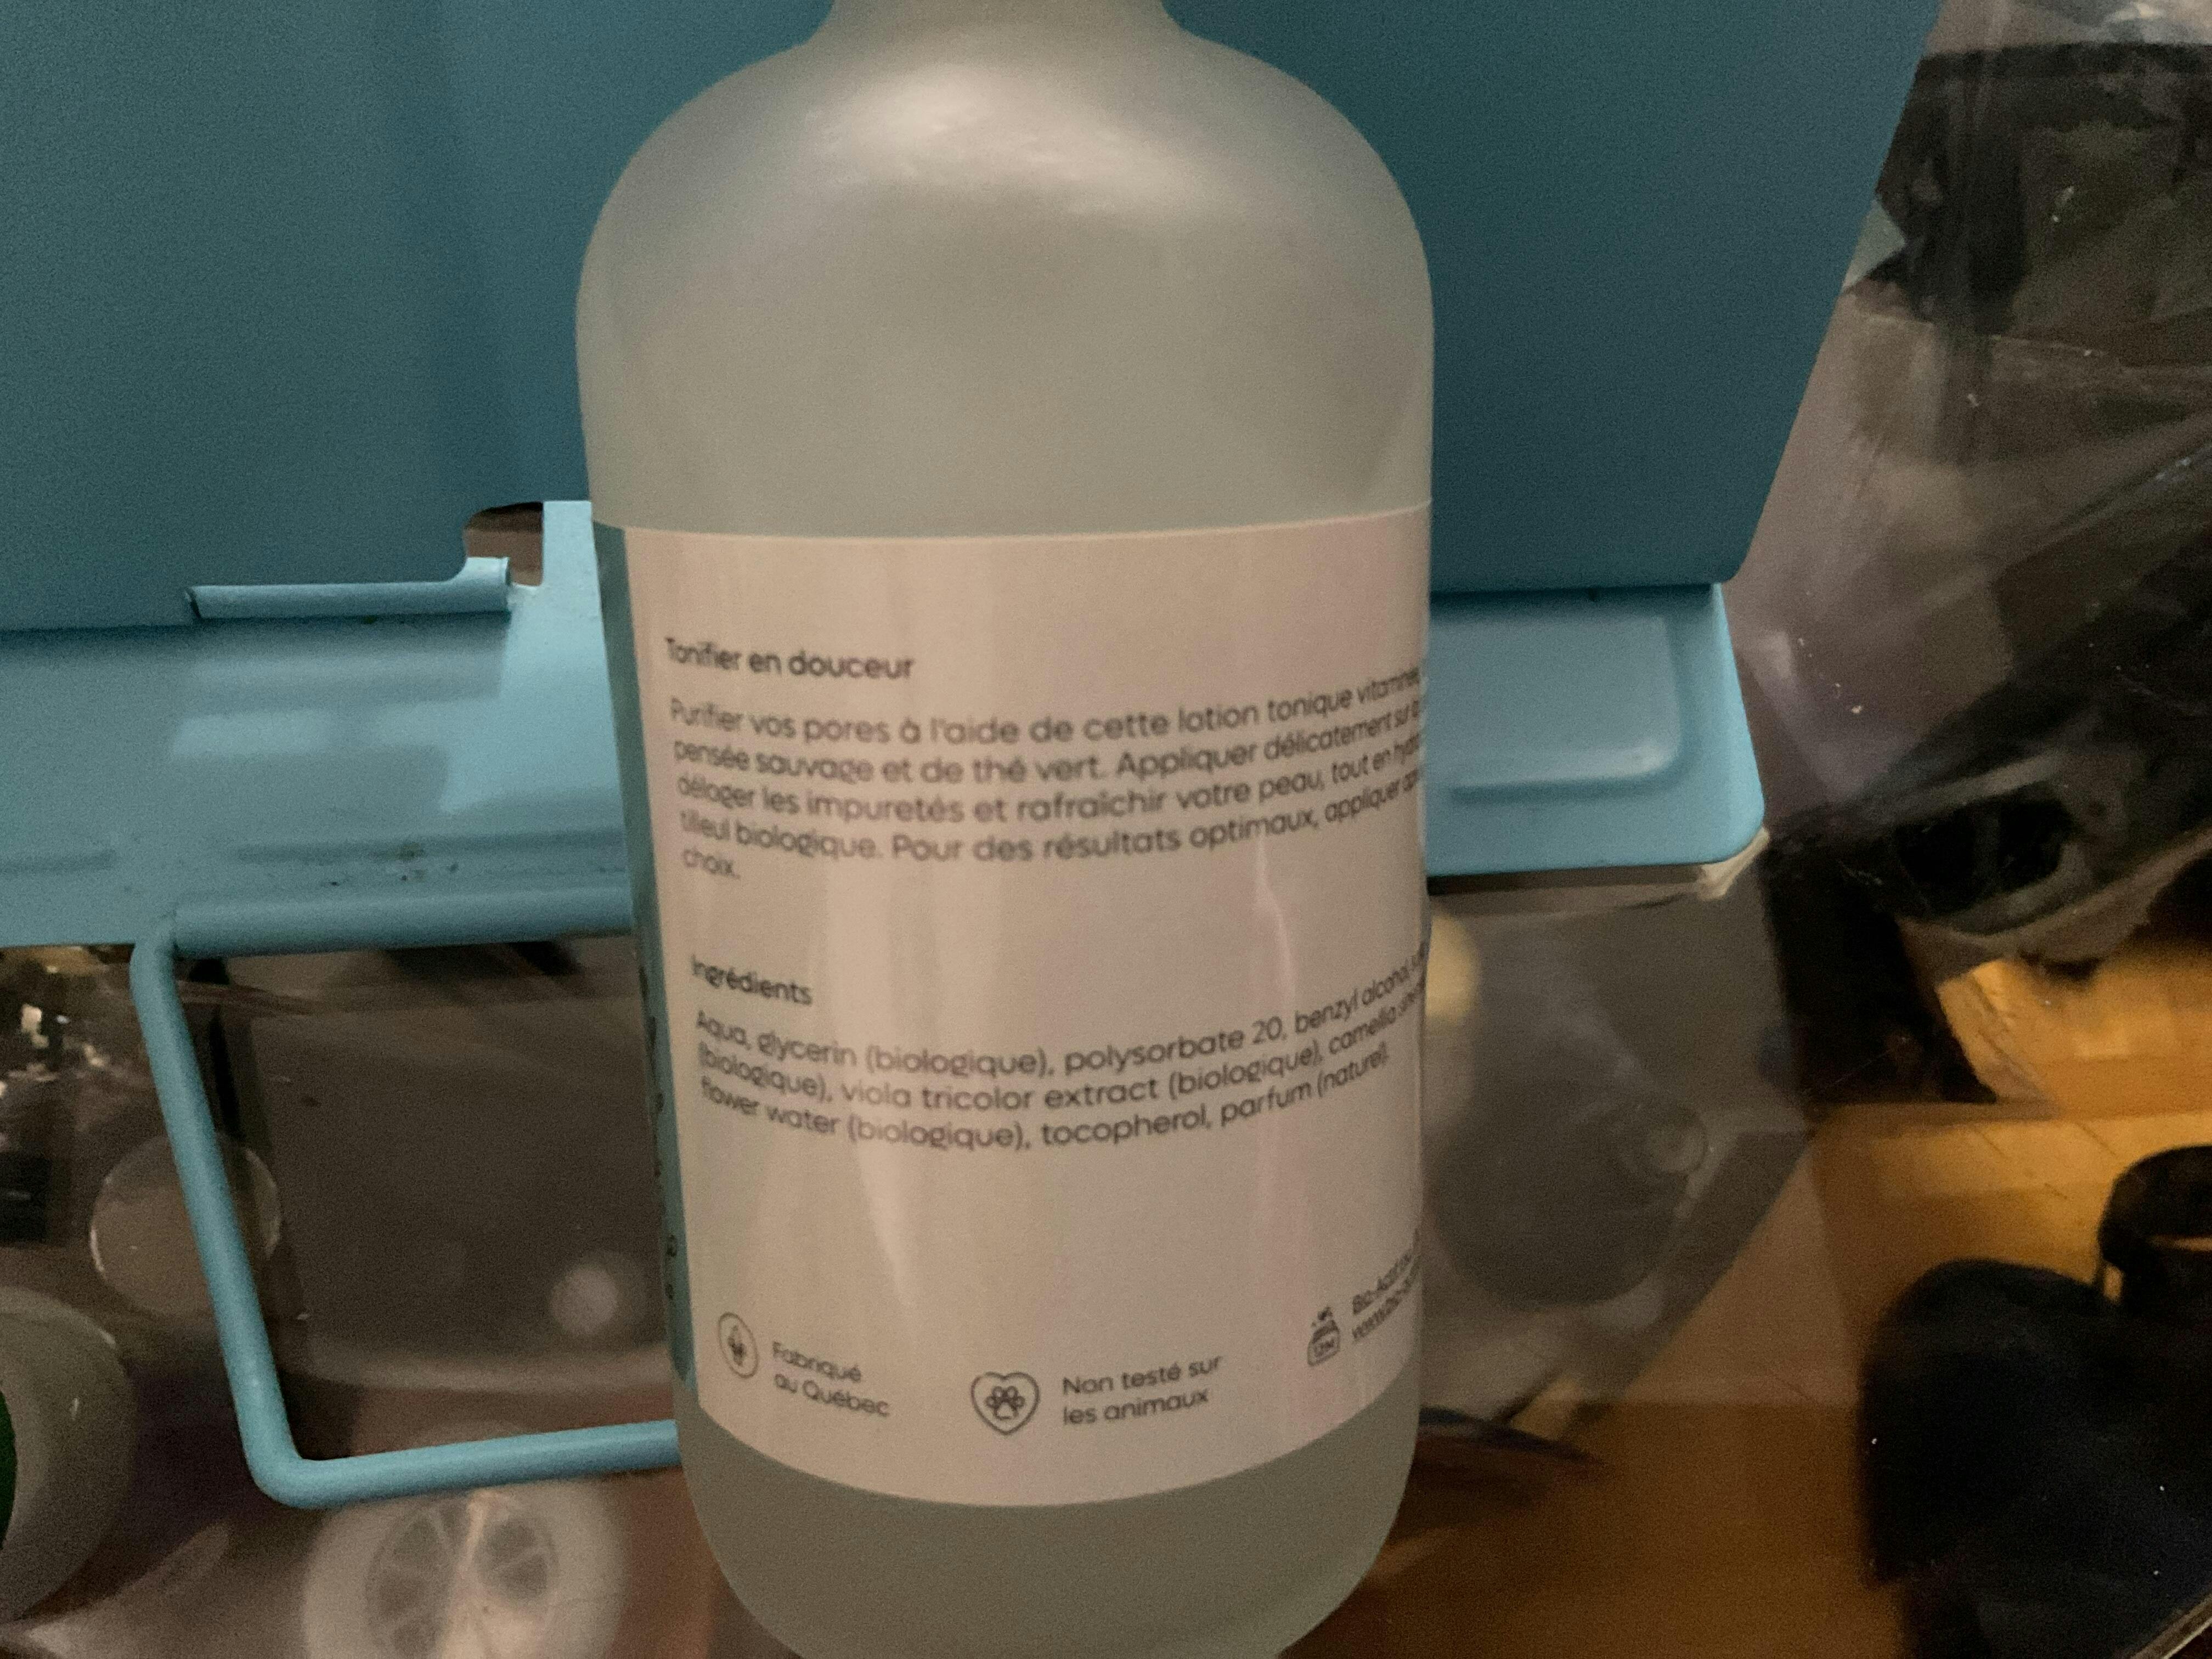 Tonifier en douceur
Purifier vos pores à l'aide de cette lotion tonique vitaminée
pensée sauvage et de thé vert. Appliquer délicatement sur
déloger les impuretés et rafraîchir votre peau, tout en
tilleul biologique. Pour des résultats optimaux, appliquer
choix.
Ingrédients
Aqua, glycerin (biologique), polysorbate 20, benzyl alcohol,
(biologique), viola tricolor extract (biologique), camellia
flower water (biologique), tocopherol, parfum (naturel).
Fabriqué
au Québec
Non testé sur
les animaux
12M